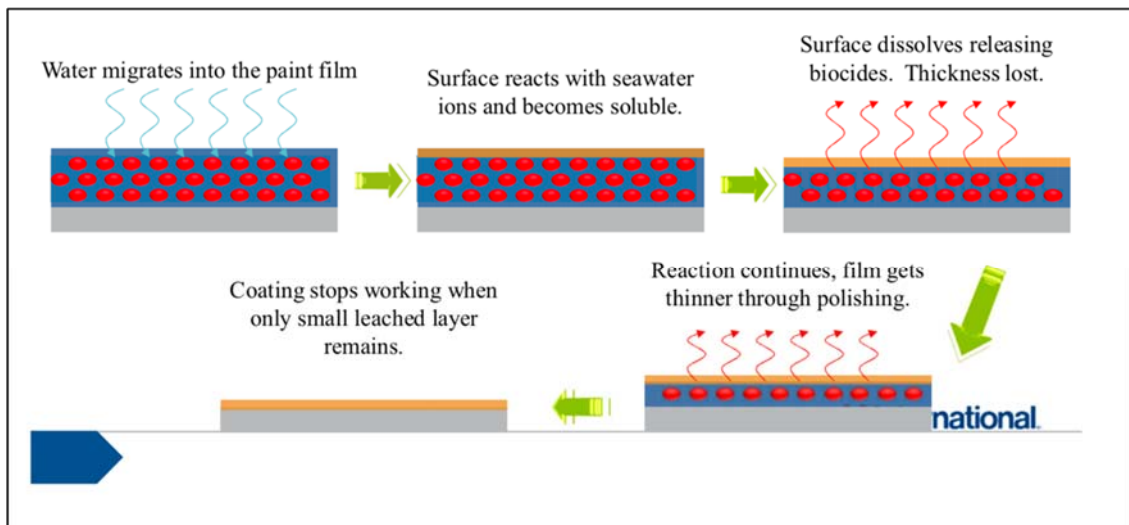 Water migrates into the paint film
Surface reacts with seawater
ions and becomes soluble.
Surface dissolves releasing
biocides.  Thickness lost.
Reaction continues, film gets
thinner through polishing.
Coating stops working when
only small leached layer
remains.
national.